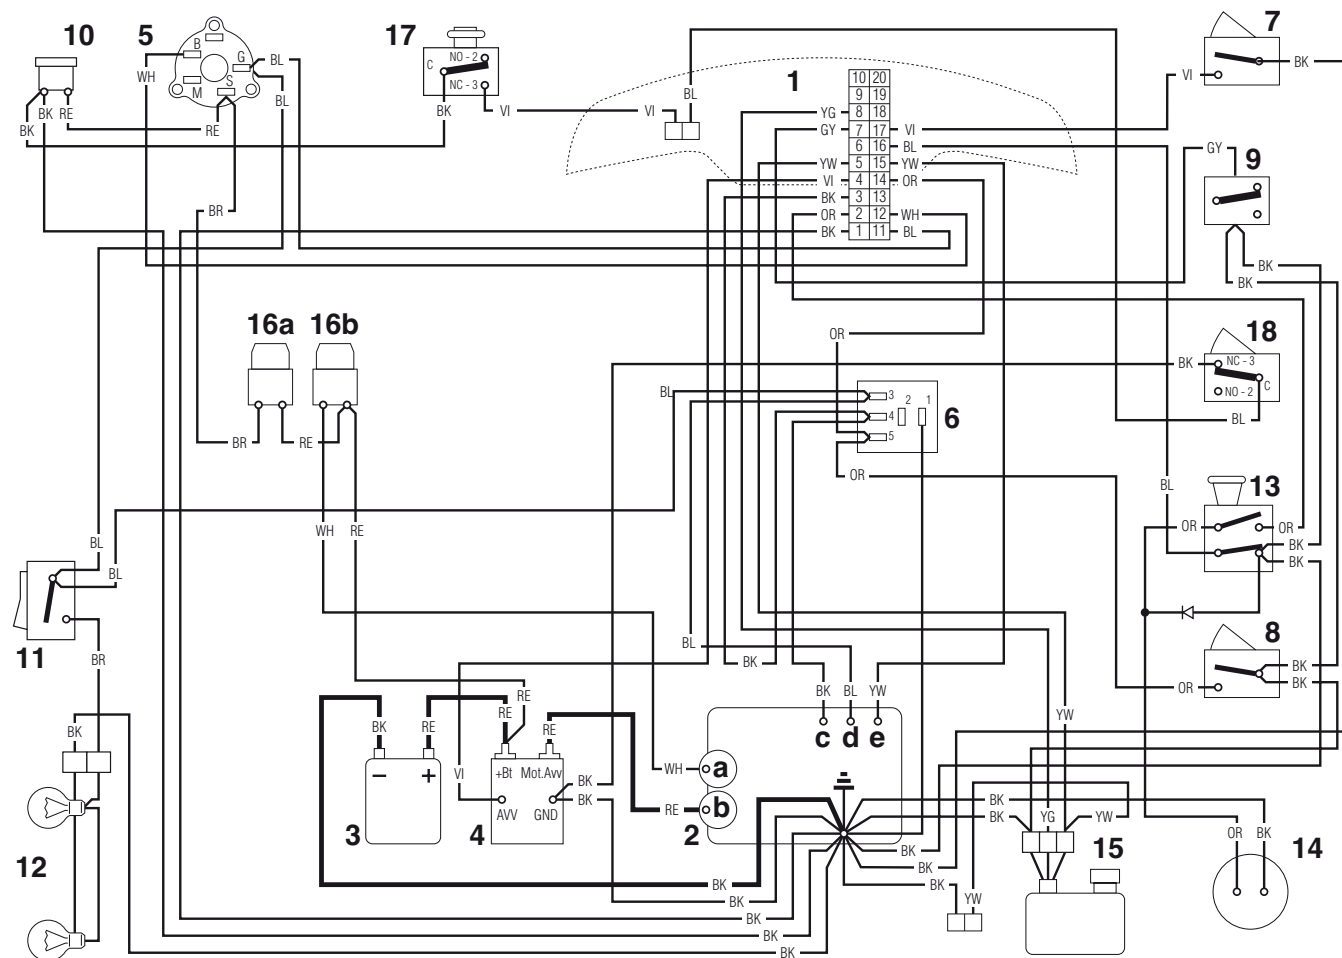 10
5
17
7
B
G
BL
WH
M
S
BL
C
NO - 2
NC - 3
BK
VI
VI
BL
1
VI
BK
BK
BK
RE
RE
10 20
9 19
YG 8 18
GY 7 17 VI
6 16 BL
YW 5 15 YW
VI 4 14 OR
BK 3 13
OR 2 12 WH
BK 1 11 BL
GY
9
BR
BK
BK
16a
16b
OR
18
BK
NC - 3
C
NO - 2
BL
BL
3
2
1
4
5
6
BR
RE
OR
BL
13
WH
RE
OR
OR
BK
BK
BL
BL
11
BR
BL
BK
8
BK
BK
OR
RE
BK
BL
YW
YW
BK
BK
RE
RE
RE
c
d
e
–
+
VI
+Bt
Mot.Avv
BK
BK
AVV
GND
WH
a
RE
b
3
4
2
BK
BK
YG
YW
OR
BK
BK
BK
15
14
12
BK
BK
YW
BK
BK
BK
BK